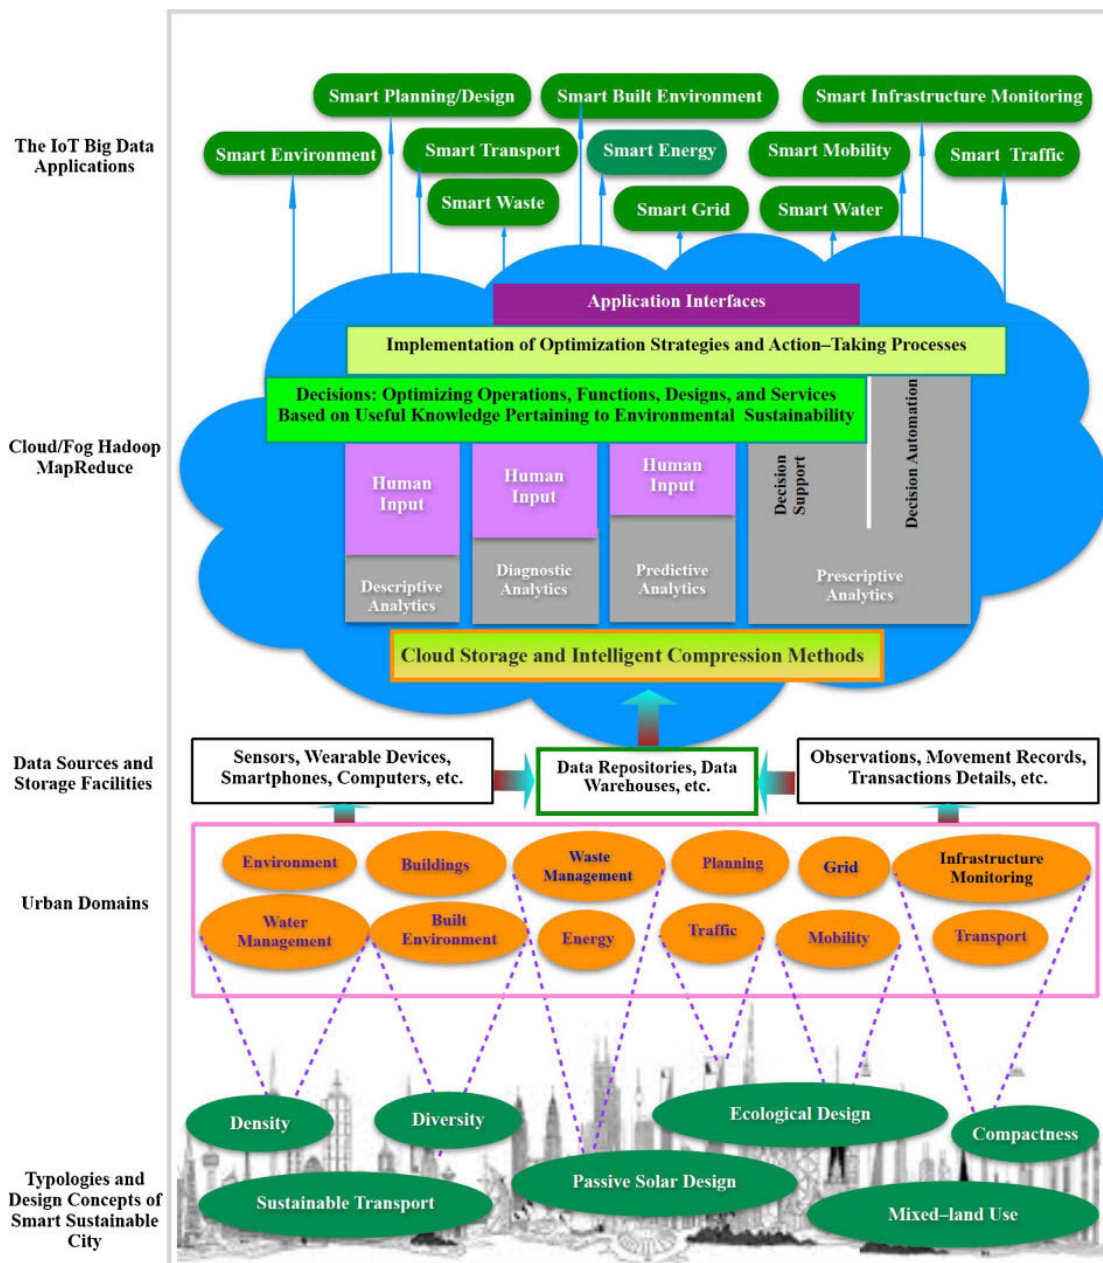 The IoT Big Data
Applications
Smart Planning/Design
Smart Built Environment
Smart Infrastructure Monitoring
Smart Environment
Smart Transport
Smart Energy
Smart Mobility
Smart Traffic
Smart Waste
Smart Grid
Smart Water
Cloud/Fog Hadoop
MapReduce
Application Interfaces
Implementation of Optimization Strategies and Action–Taking Processes
Decisions: Optimizing Operations, Functions, Designs, and Services
Based on Useful Knowledge Pertaining to Environmental Sustainability
Human
Input
Human
Input
Human
Input
Decision
Support
Decision Automation
Descriptive
Analytics
Diagnostic
Analytics
Predictive
Analytics
Prescriptive
Analytics
Cloud Storage and Intelligent Compression Methods
Data Sources and
Storage Facilities
Sensors, Wearable Devices,
Smartphones, Computers, etc.
Data Repositories, Data
Warehouses, etc.
Observations, Movement Records,
Transactions Details, etc.
Urban Domains
Environment
Buildings
Waste
Management
Planning
Grid
Infrastructure
Monitoring
Water
Management
Built
Environment
Energy
Traffic
Mobility
Transport
Typologies and
Design Concepts of
Smart Sustainable
City
Density
Diversity
Ecological Design
Compactness
Sustainable Transport
Passive Solar Design
Mixed–land Use